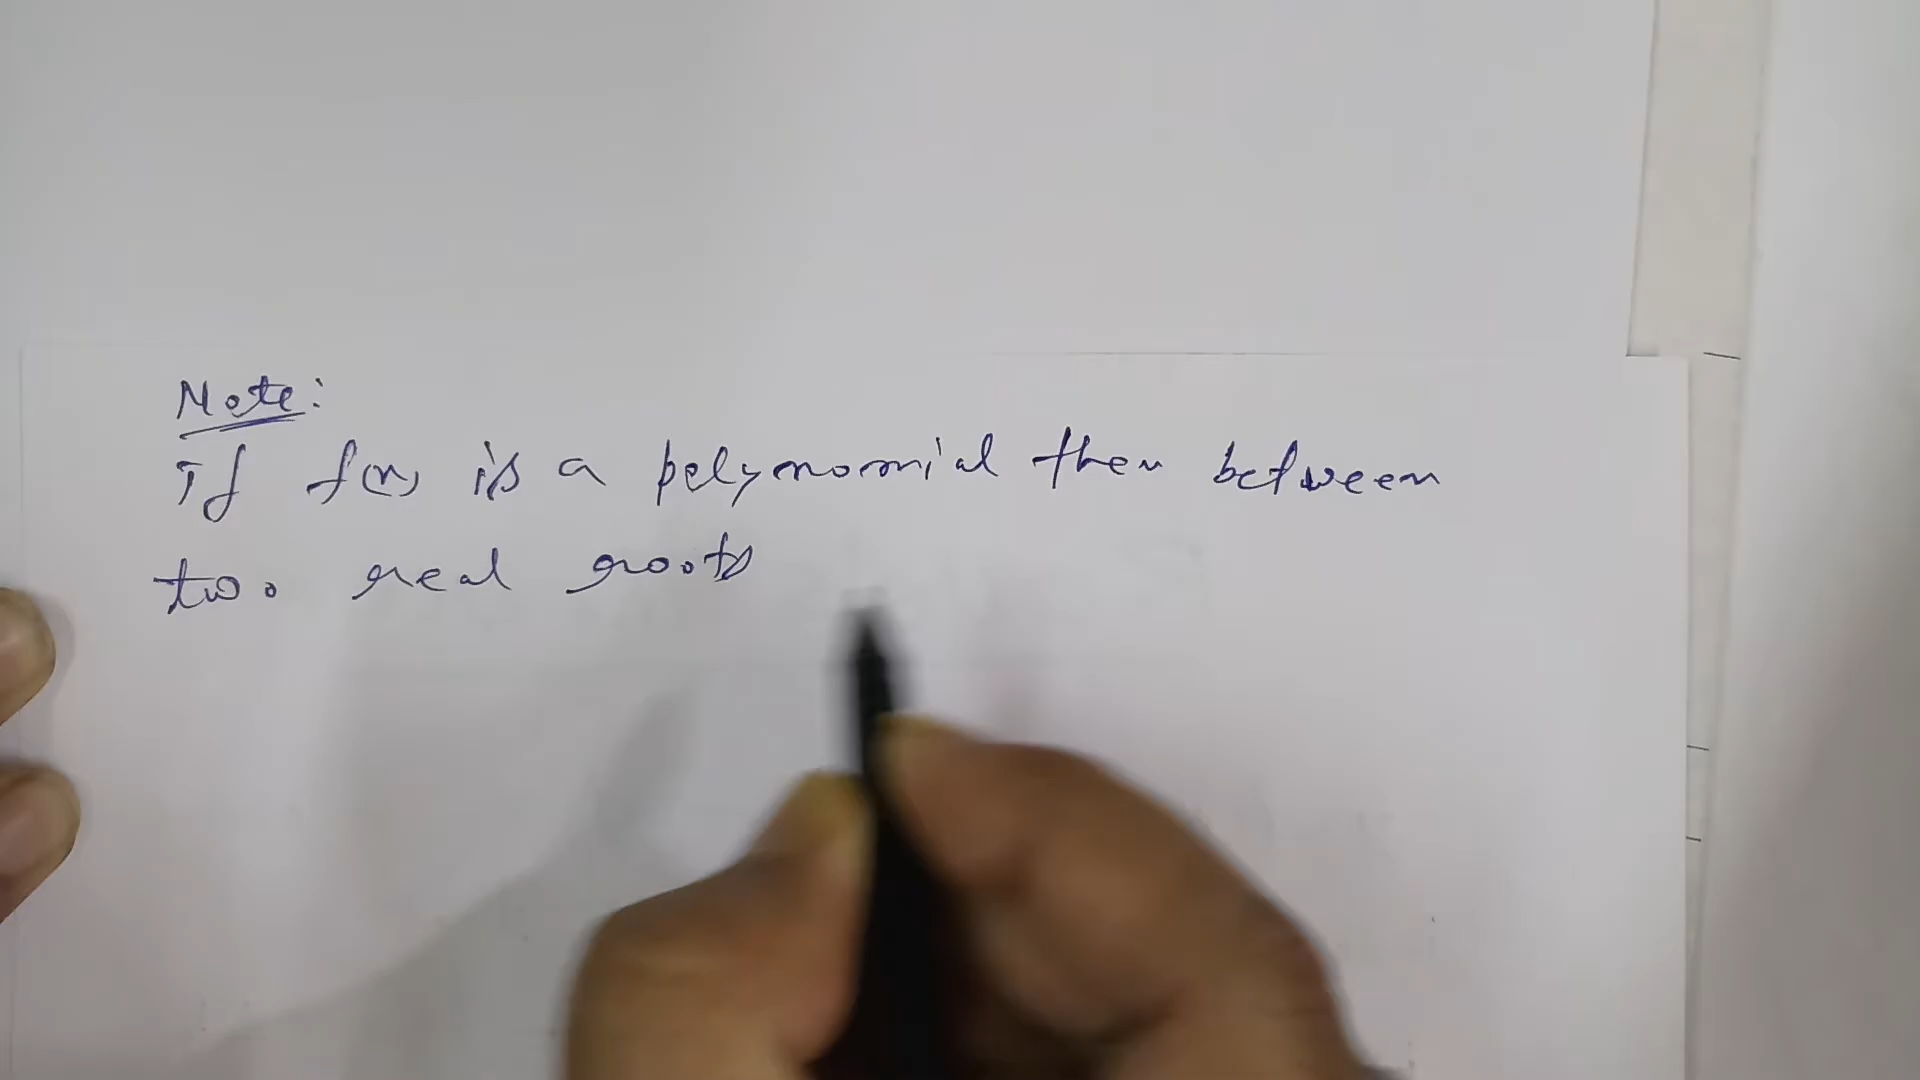 Note:
If f(x) is a polynomial then between
two real roots